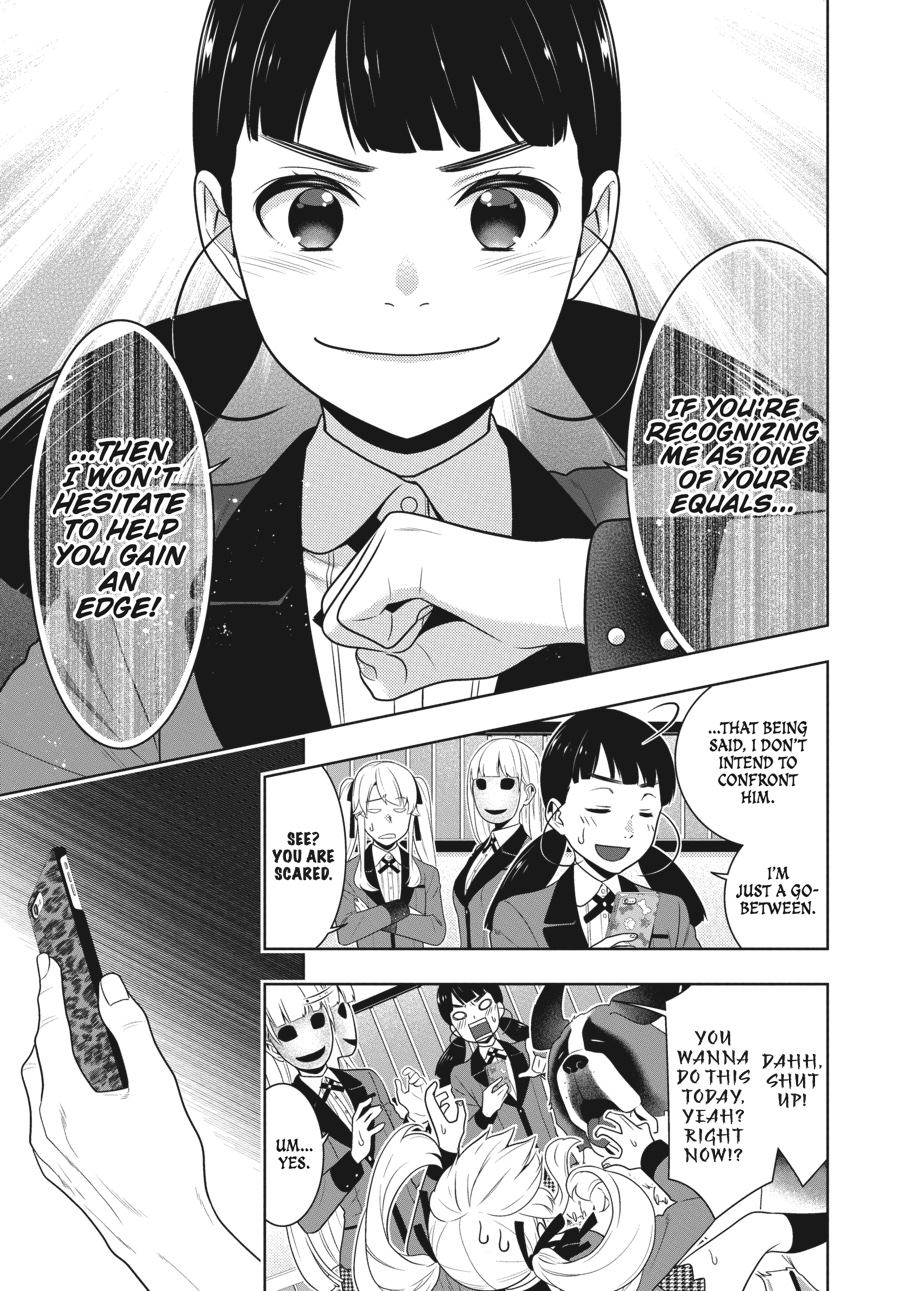 IF YOU'RE
RECOGNIZING
ME AS ONE
OF YOUR
EQUALS...
...THEN
I WON'T
HESITATE
TO HELP
YOU GAIN
AN
EDGE!
...THAT BEING
SAID, I DON'T
INTEND TO
CONFRONT
HIM.
I'M
JUST A GO-
BETWEEN.
SEE?
YOU ARE
SCARED.
DAHH,
SHUT
UP!
YOU
WANNA
DO THIS
TODAY,
YEAH?
RIGHT
NOW!?
UM...
YES.